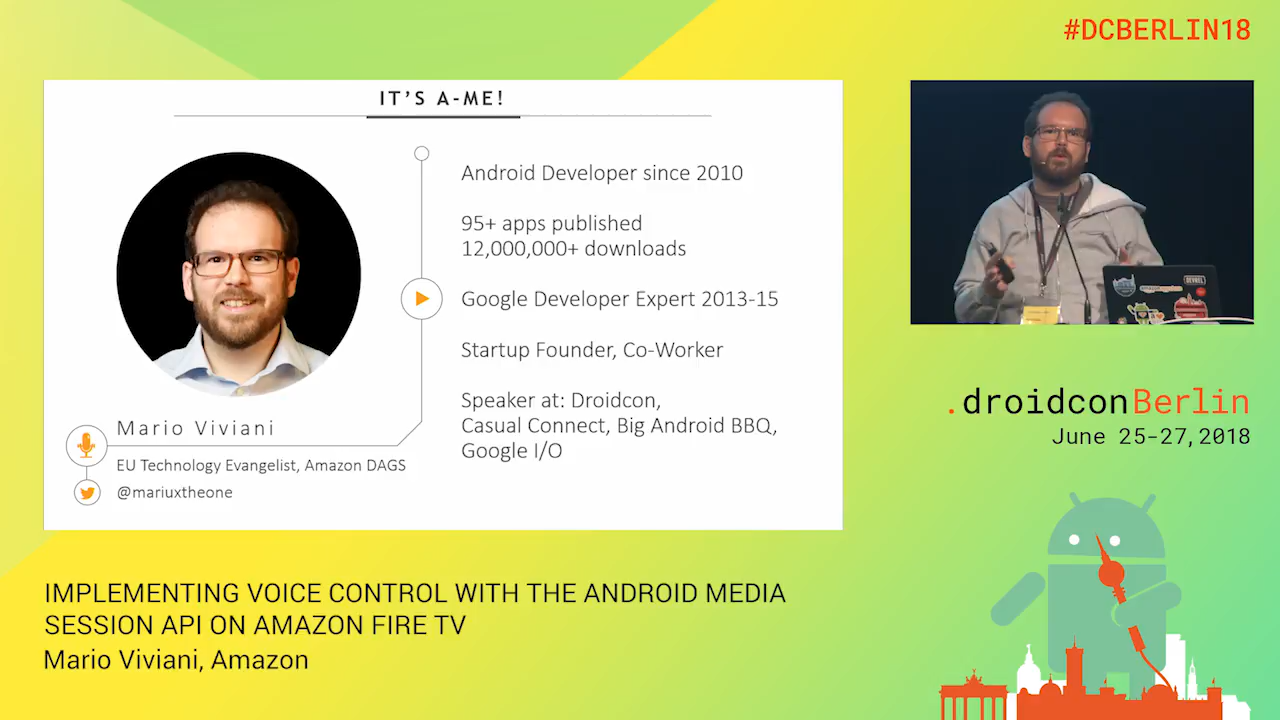 #DCBERLIN18
IT'S A-ME!
Android Developer since 2010
95+ apps published
12,000,000+ downloads
Google Developer Expert 2013-15
Startup Founder, Co-Worker
Speaker at: Droidcon,
Casual Connect, Big Android BBQ,
Google I/O
Mario Viviani
EU Technology Evangelist, Amazon DAGS
@mariuxtheone
.droidconBerlin
June 25-27,2018
IMPLEMENTING VOICE CONTROL WITH THE ANDROID MEDIA
SESSION API ON AMAZON FIRE TV
Mario Viviani, Amazon